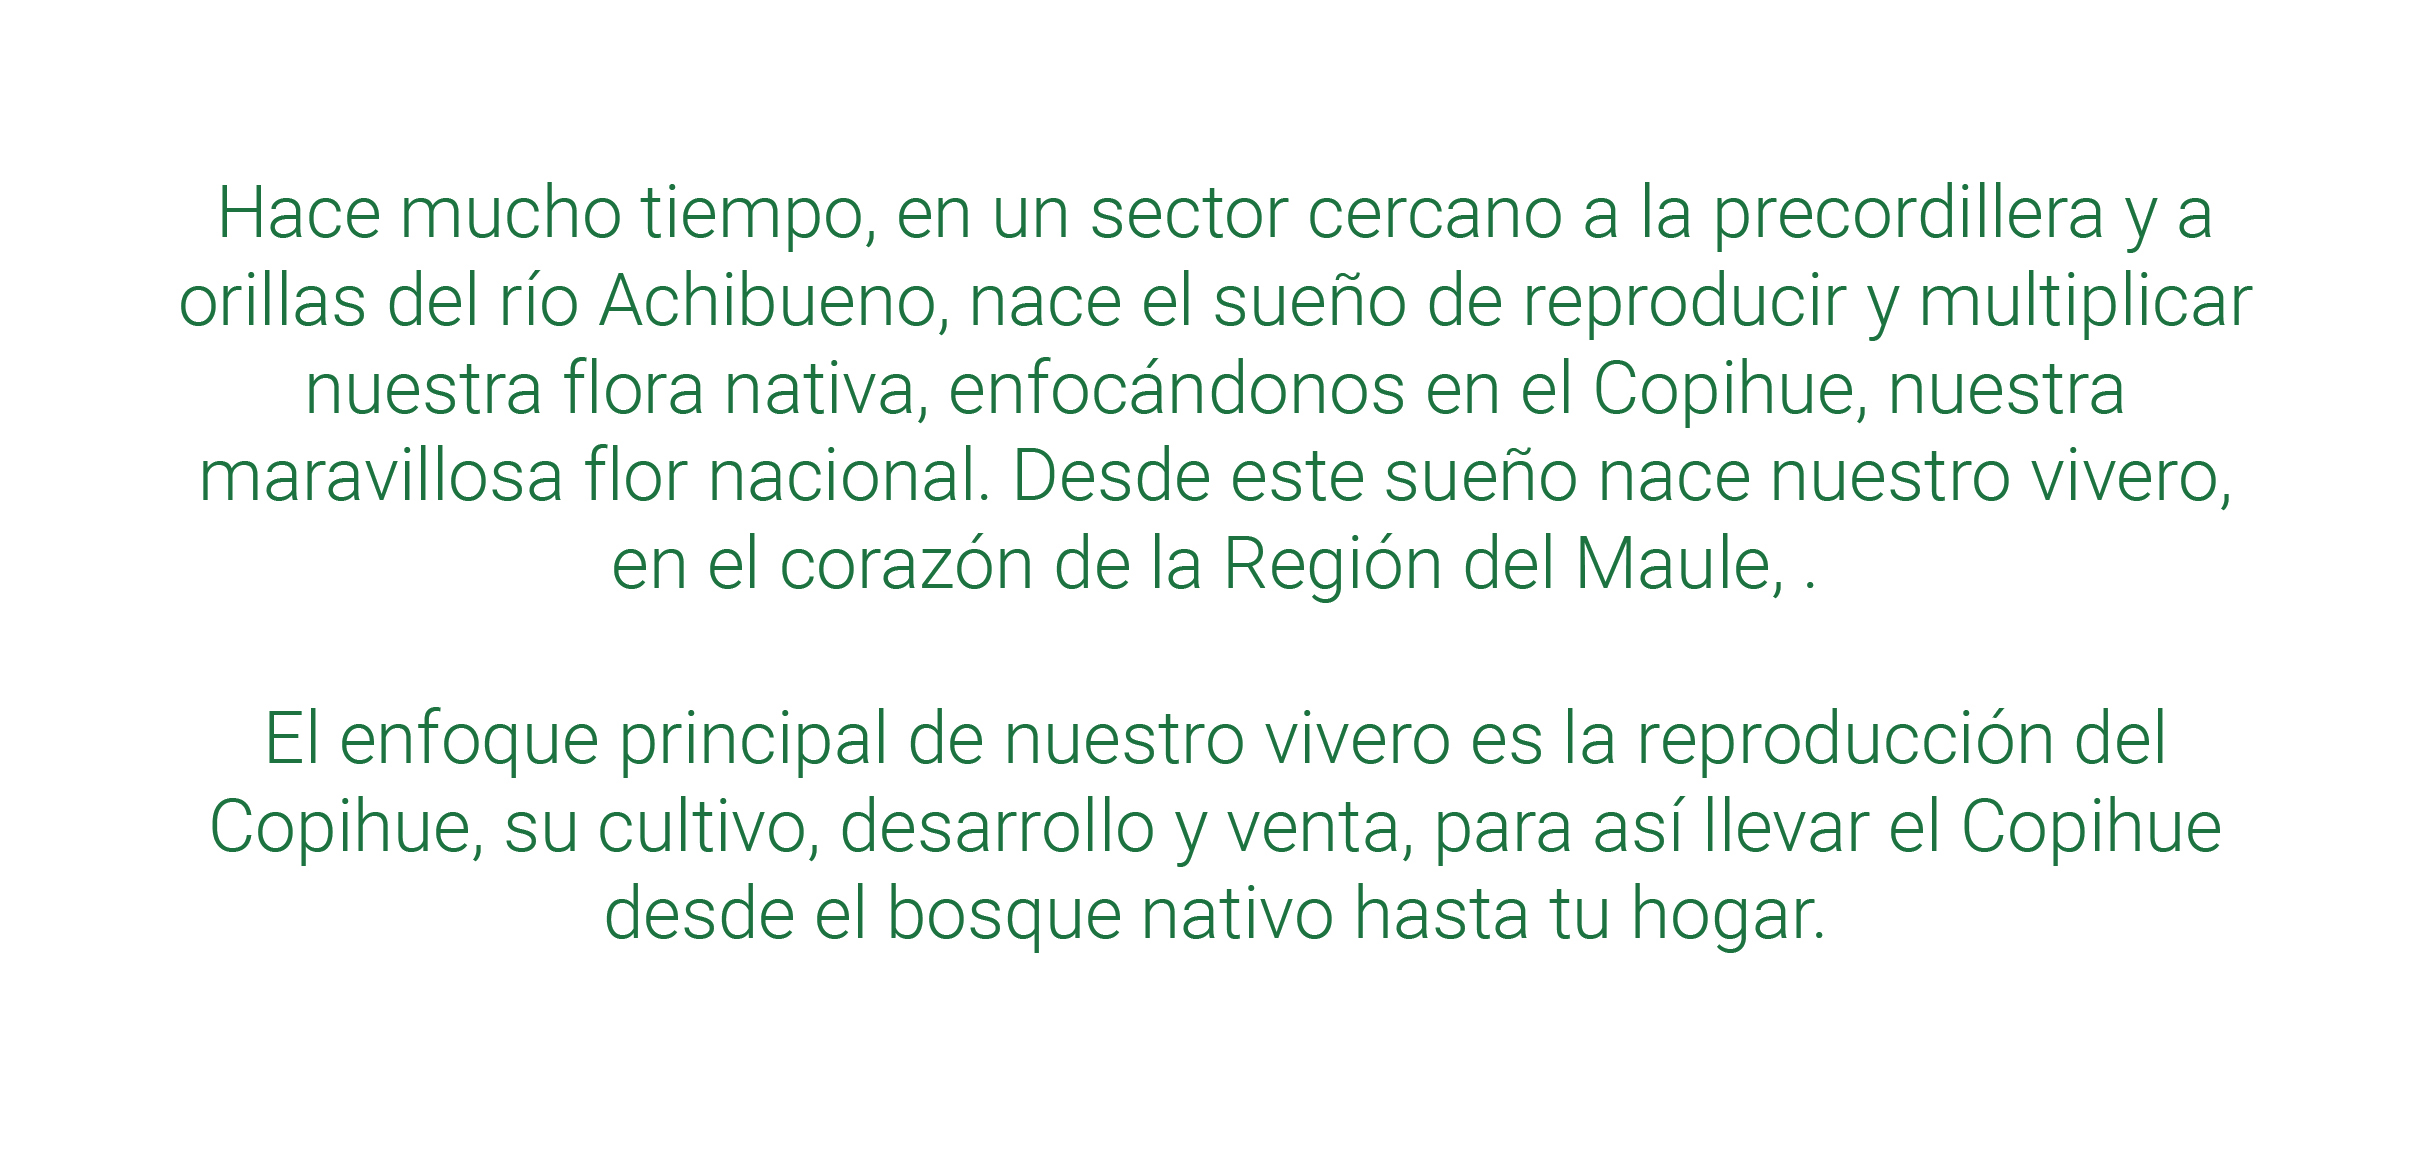 Hace mucho tiempo, en un sector cercano a la precordillera y a
orillas del río Achibueno, nace el sueño de reproducir y multiplicar
nuestra flora nativa, enfocándonos en el Copihue, nuestra
maravillosa flor nacional. Desde este sueño nace nuestro vivero,
en el corazón de la Región del Maule, .
El enfoque principal de nuestro vivero es la reproducción del
Copihue, su cultivo, desarrollo y venta, para así llevar el Copihue
desde el bosque nativo hasta tu hogar.